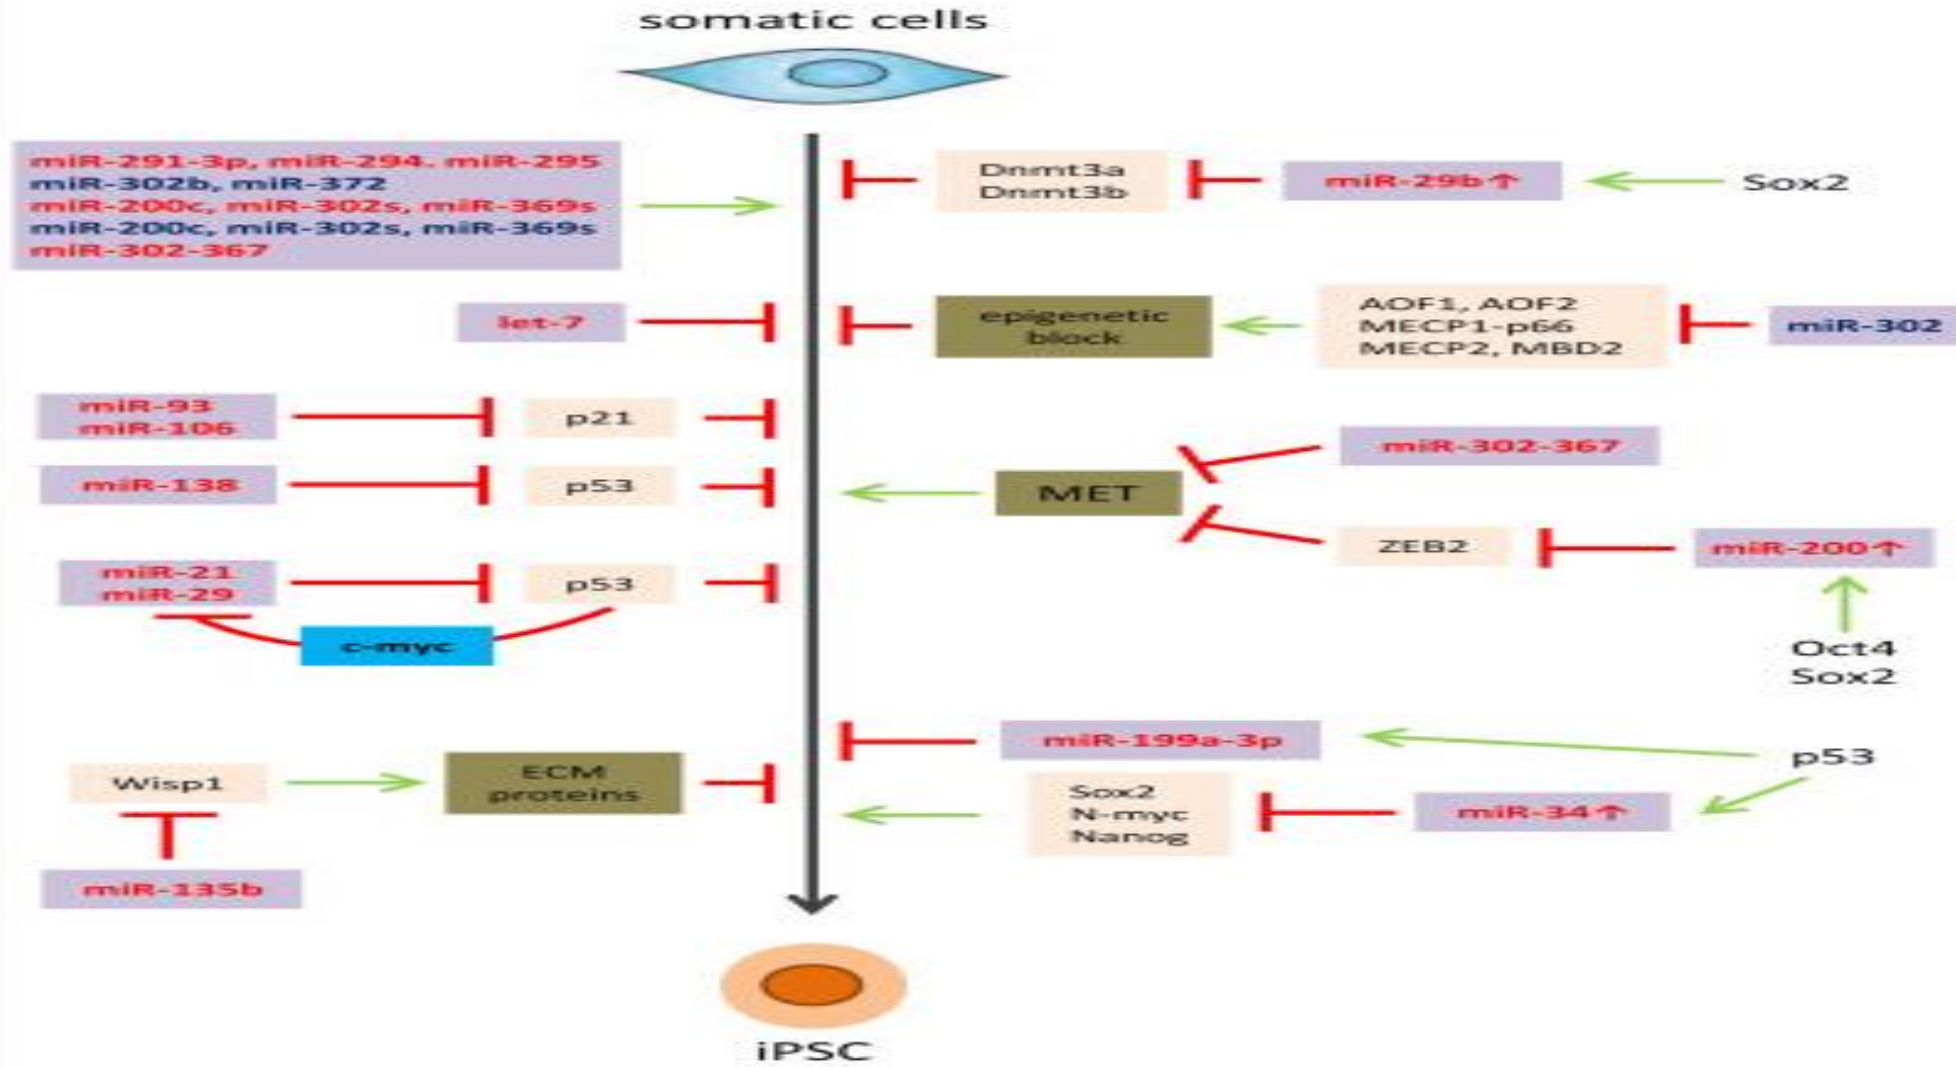 somatic cells
miR-291-3p, miR-294. miR-295
miR-302b, miR-372
miR-200c, miR-302s, miR-369s
miR-200c, miR-302s, miR-369s
miR-302-367
Dnmt3a
Dnmt3b
miR-29b↑
Sox2
let-7
epigenetic
block
AOF1, AOF2
MECP1-p66
MECP2, MBD2
miR-302
miR-93
miR-106
p21
miR-138
p53
MET
miR-302-367
ZEB2
miR-200↑
miR-21
miR-29
p53
c-myc
Oct4
Sox2
miR-199a-3p
p53
Wisp1
ECM
proteins
Sox2
N-myc
Nanog
miR-34↑
miR-135b
iPSC